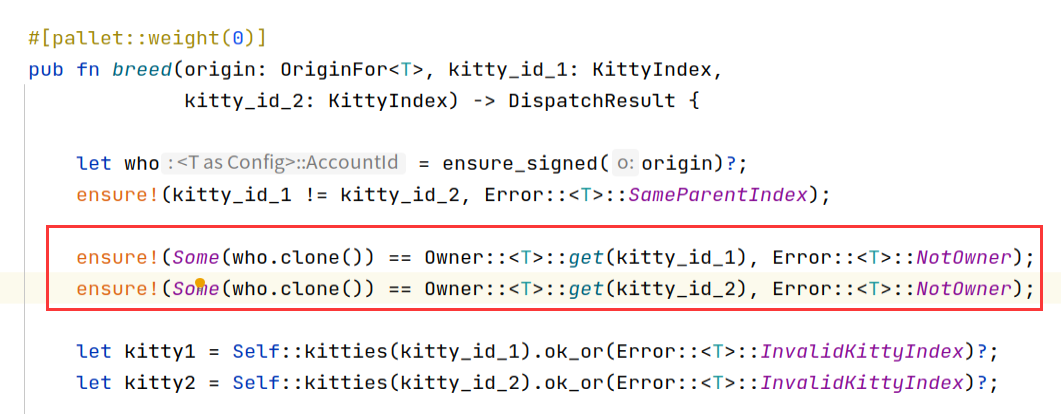 #[pallet::weight(0)]
pub fn breed(origin: OriginFor<T>, kitty_id_1: KittyIndex,
kitty_id_2: KittyIndex) -> DispatchResult {
let who : <T as Config>::AccountId = ensure_signed( o: origin)?;
ensure!(kitty_id_1 != kitty_id_2, Error::<T>::SameParentIndex);
ensure!(Some(who.clone()) == Owner::<T>::get(kitty_id_1), Error::<T>::NotOwner);
ensure!(Some(who.clone()) == Owner::<T>::get(kitty_id_2), Error::<T>::NotOwner);
let kitty1 = Self::kitties(kitty_id_1).ok_or(Error::<T>::InvalidKittyIndex)?;
let kitty2 = Self::kitties(kitty_id_2).ok_or(Error::<T>::InvalidKittyIndex)?;